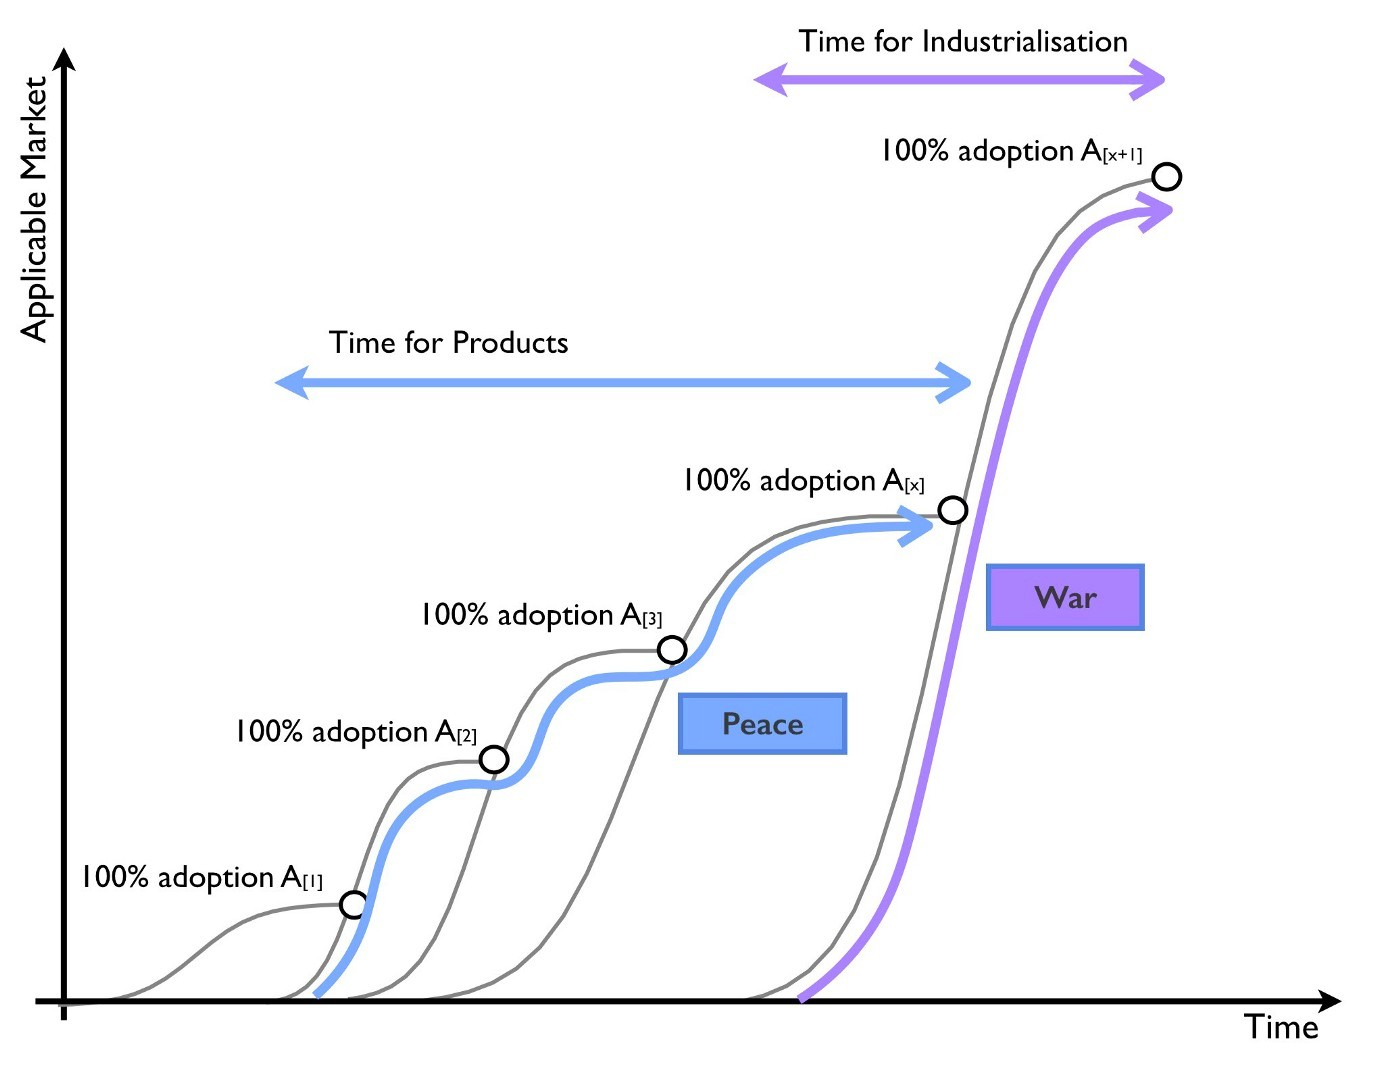 Time for Industrialisation
100% adoption A[x+1]
Applicable Market
Time for Products
100% adoption A[x]
War
100% adoption A[3]
Peace
100% adoption A[2]
100% adoption A[1]
Time